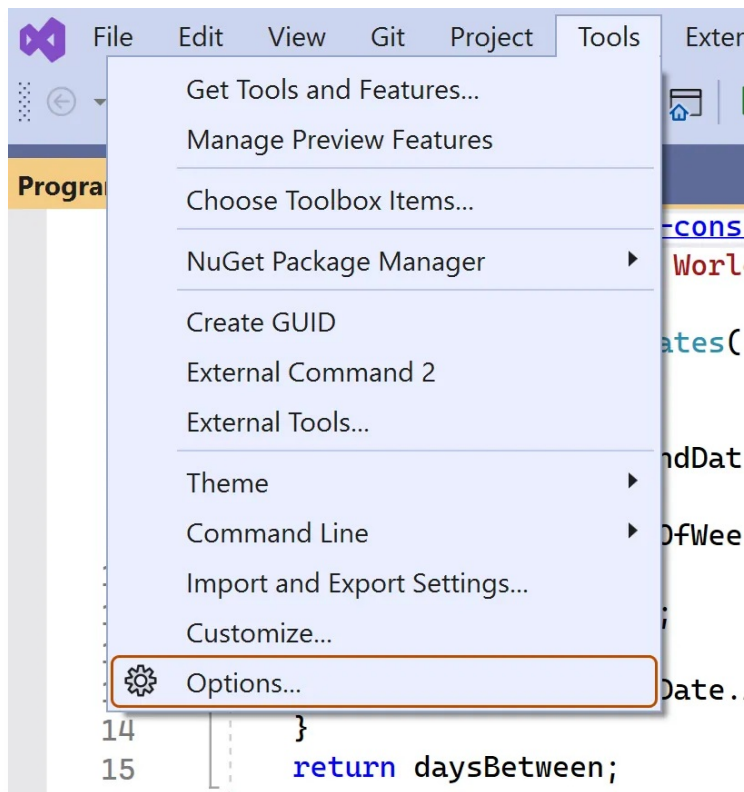 File Edit View Git Project Tools
Get Tools and Features...
Manage Preview Features
Choose Toolbox Items...
NuGet Package Manager
Create GUID
External Command 2
External Tools...
Theme
Command Line
Import and Export Settings...
Customize...
Options...
14 }
15 return daysBetween;